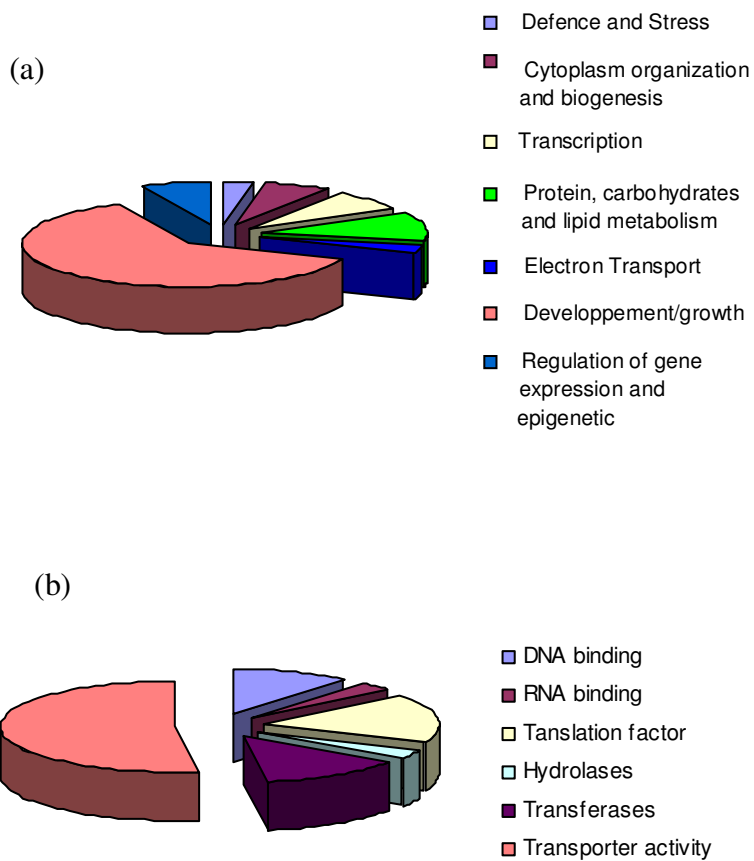 (a)
Defence and Stress
Cytoplasm organization
and biogenesis
Transcription
Protein, carbohydrates
and lipid metabolism
Electron Transport
Developpement/growth
Regulation of gene
expression and
epigenetic
(b)
DNA binding
RNA binding
Tanslation factor
Hydrolases
Transferases
Transporter activity